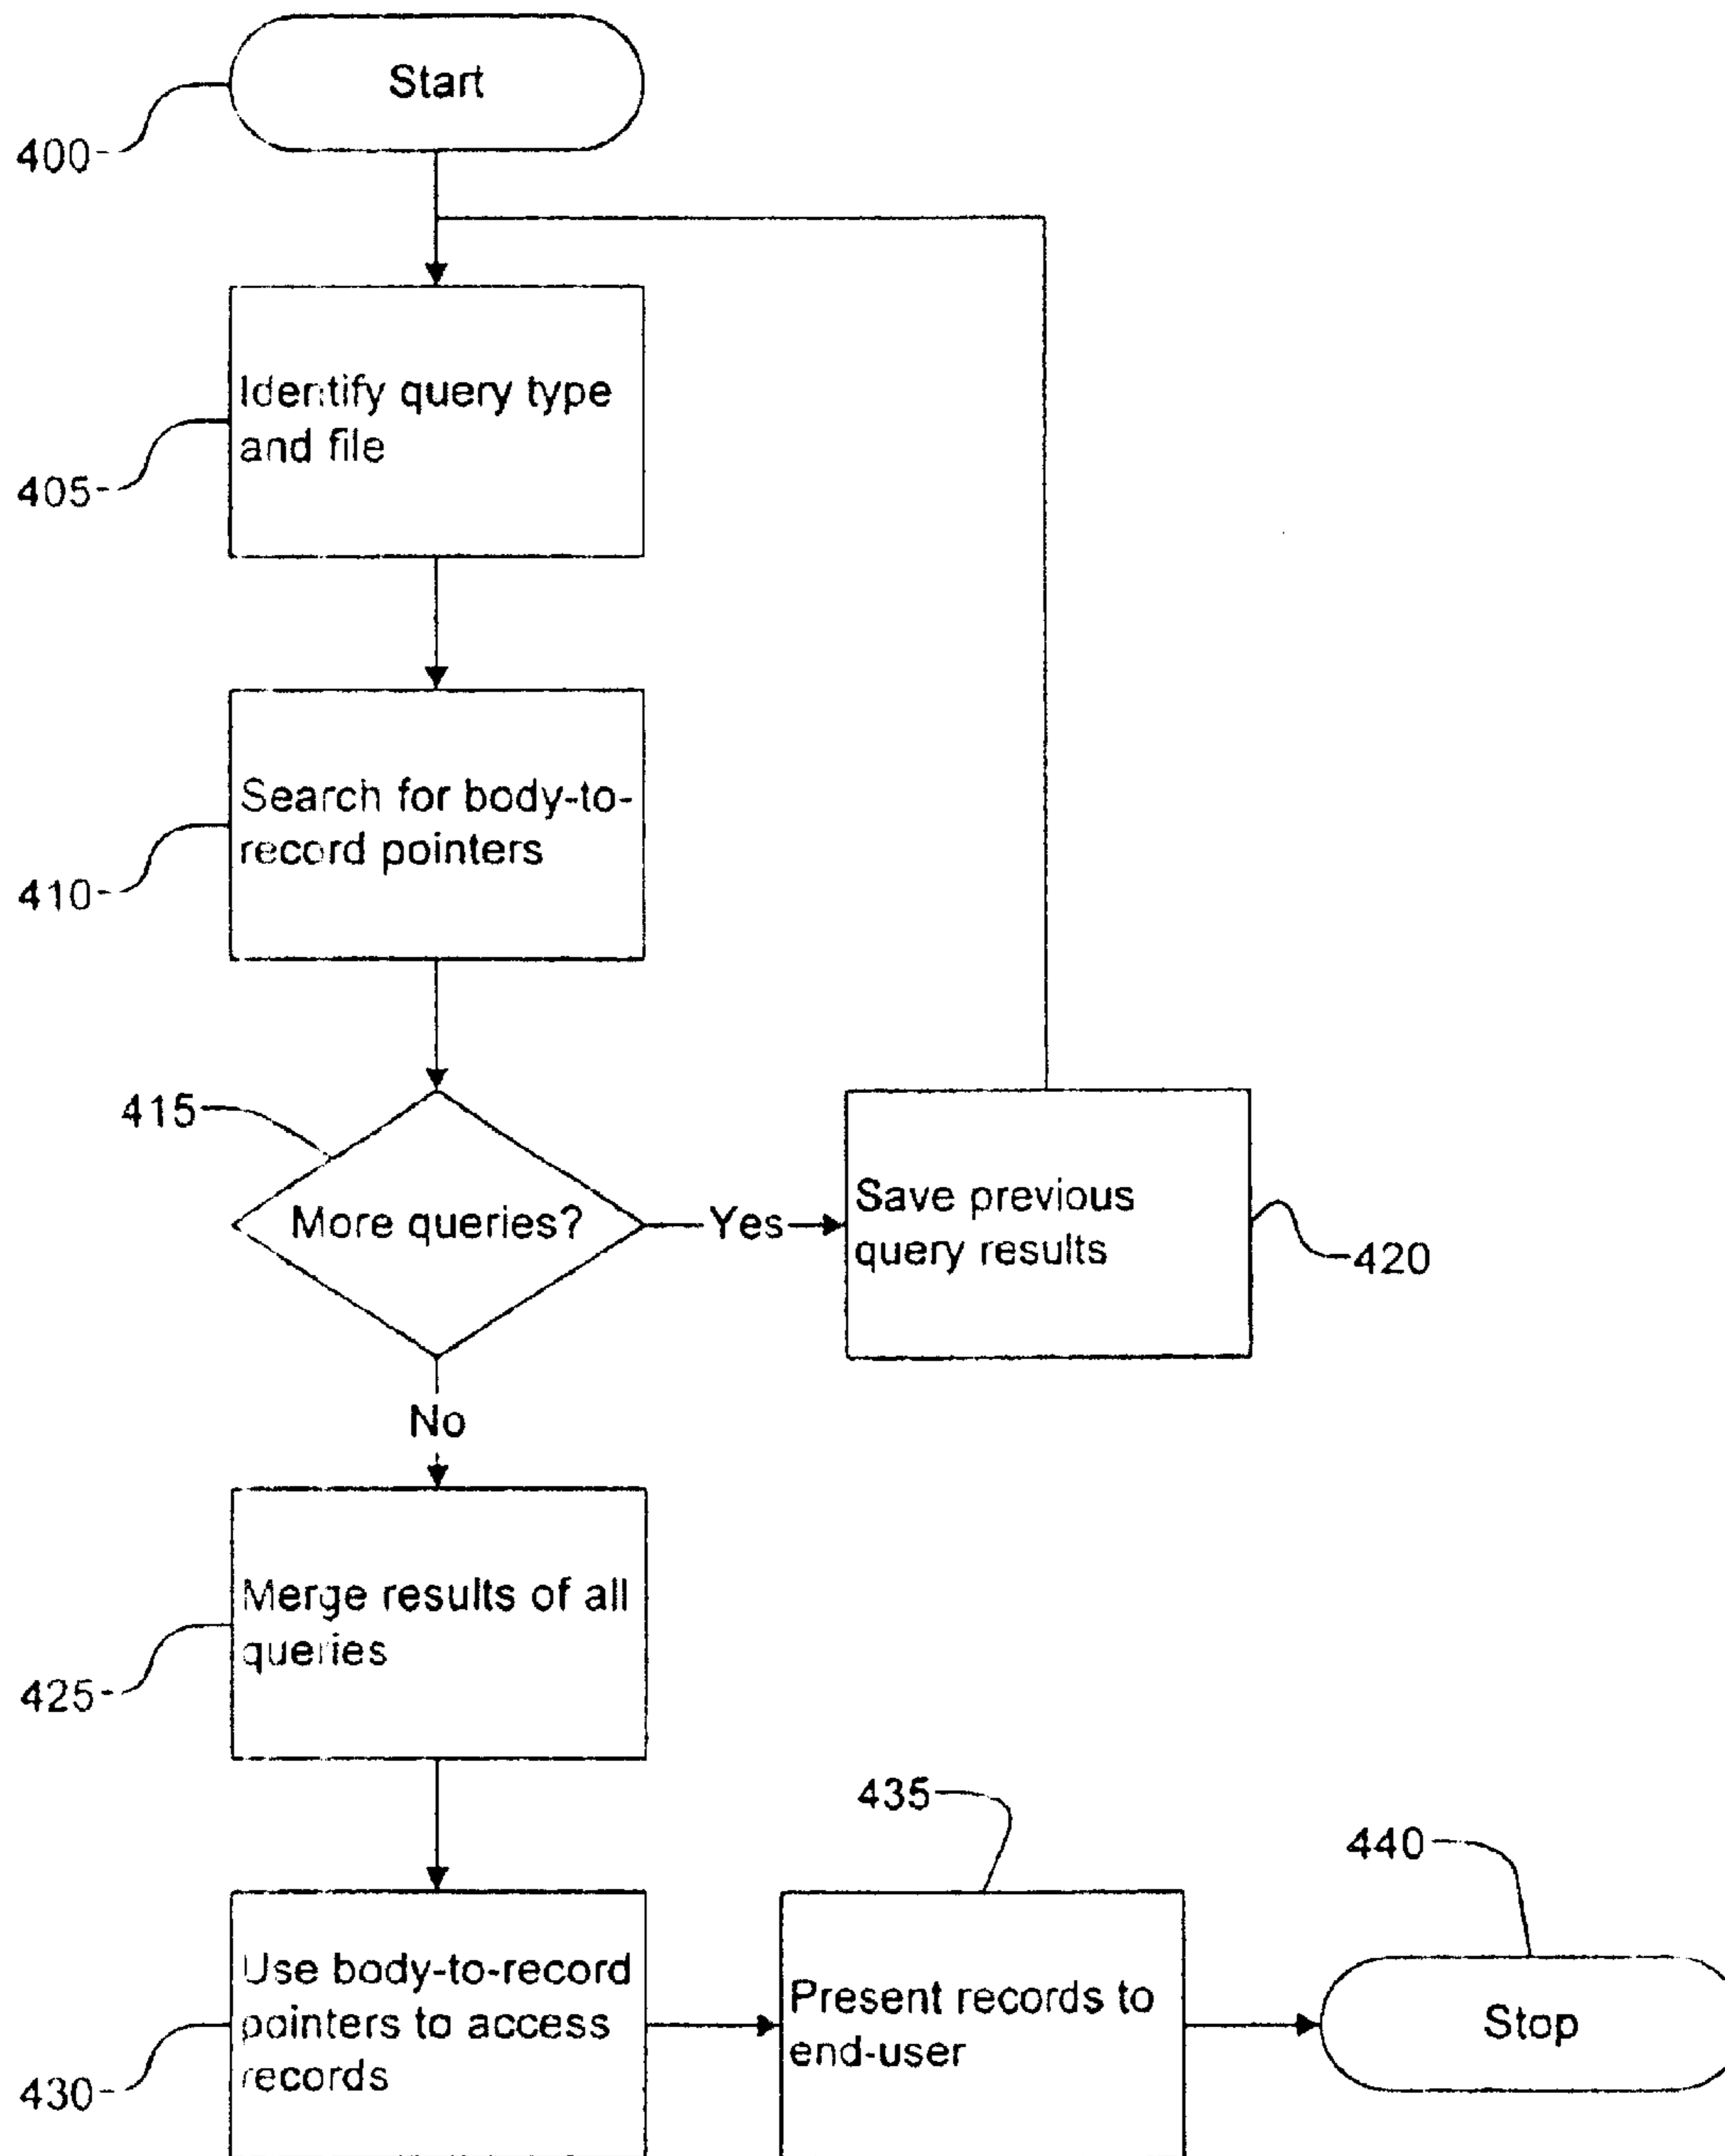 Start
400
Identify query type
and file
405
Search for body-to-
record pointers
410
415
More queries?
Yes
Save previous
query results
420
No
Merge results of all
queries
425
435
440
Use body-to-record
pointers to access
records
430
Present records to
end-user
Stop